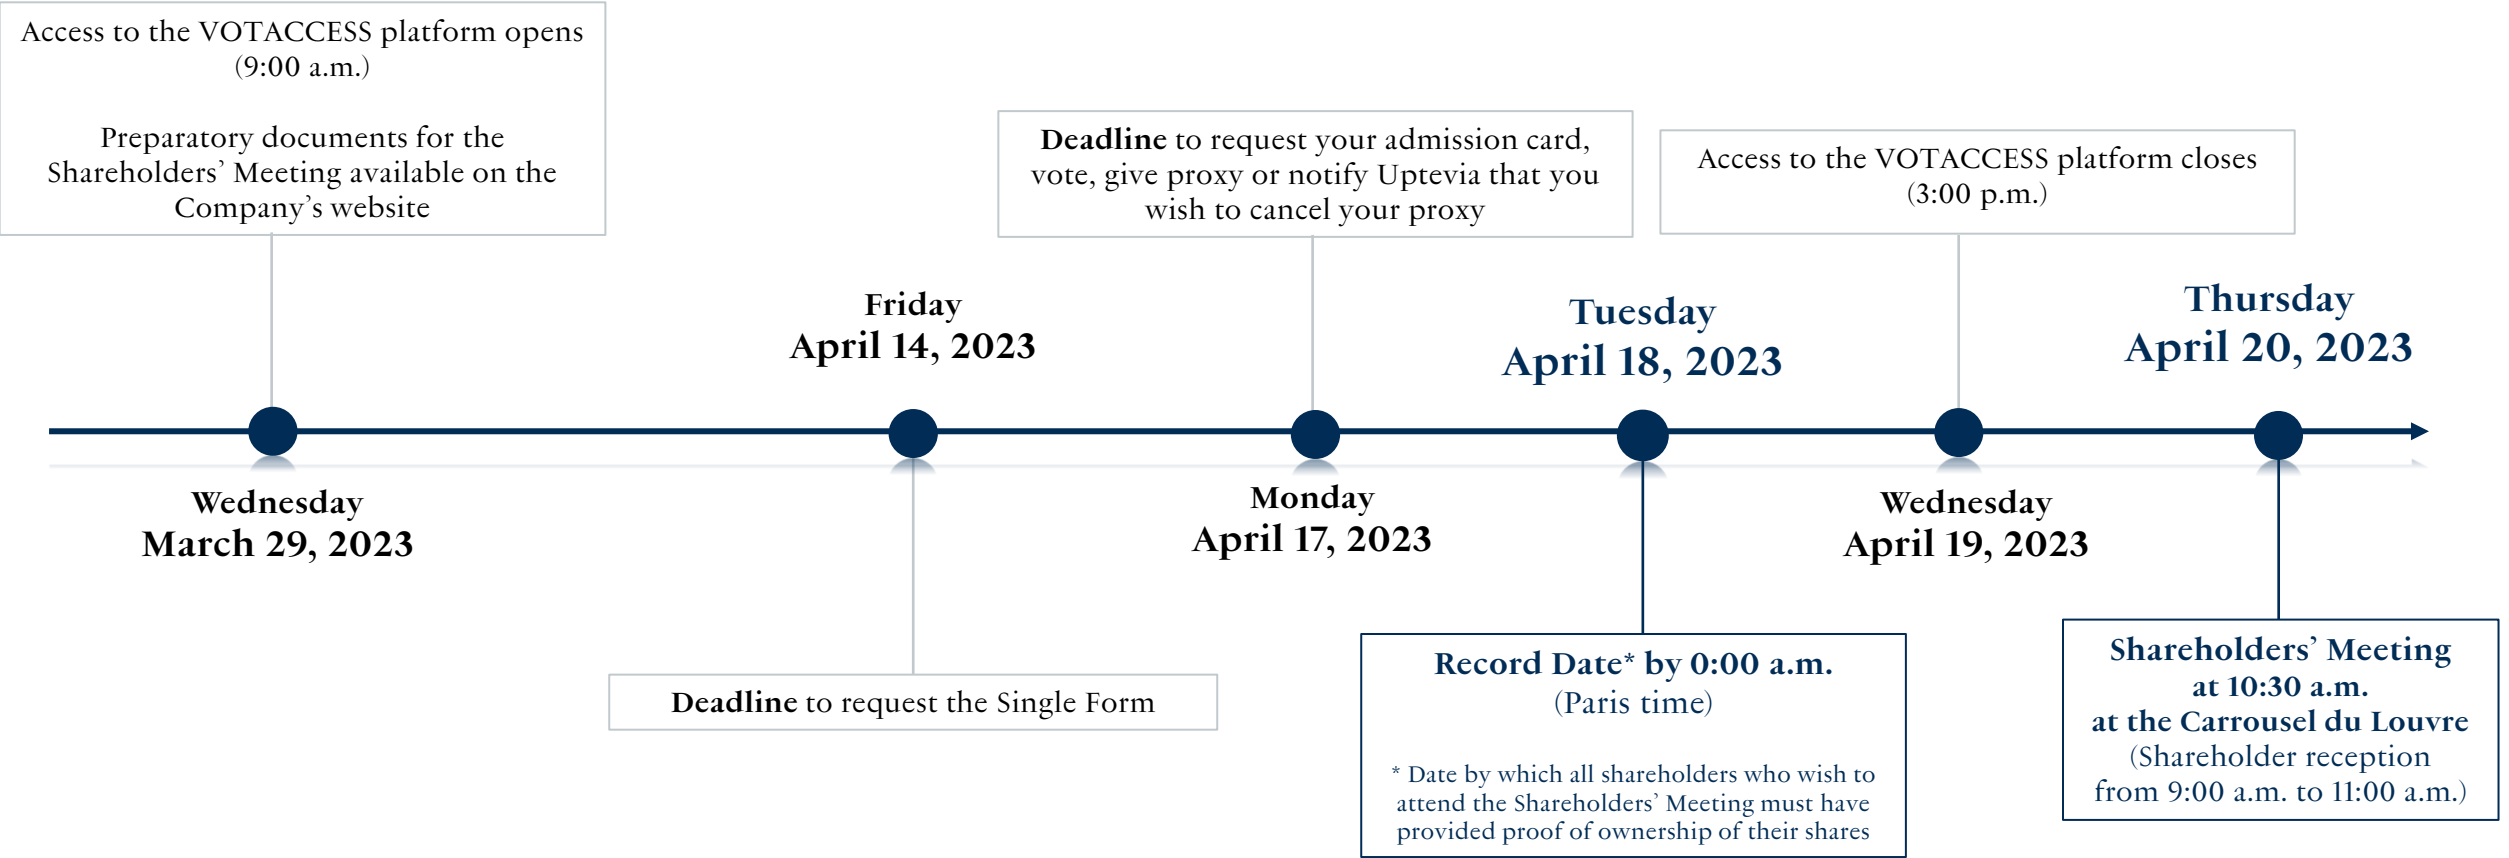 Access to the VOTACCESS platform opens
(9:00 a.m.)
Preparatory documents for the
Shareholders’ Meeting available on the
Company’s website
Wednesday
March 29, 2023
Friday
April 14, 2023
Deadline to request the Single Form
Deadline to request your admission card,
vote, give proxy or notify Uptevia that you
wish to cancel your proxy
Monday
April 17, 2023
Tuesday
April 18, 2023
Record Date* by 0:00 a.m.
(Paris time)
* Date by which all shareholders who wish to
attend the Shareholders’ Meeting must have
provided proof of ownership of their shares
Access to the VOTACCESS platform closes
(3:00 p.m.)
Wednesday
April 19, 2023
Thursday
April 20, 2023
Shareholders’ Meeting
at 10:30 a.m.
at the Carrousel du Louvre
(Shareholder reception
from 9:00 a.m. to 11:00 a.m.)